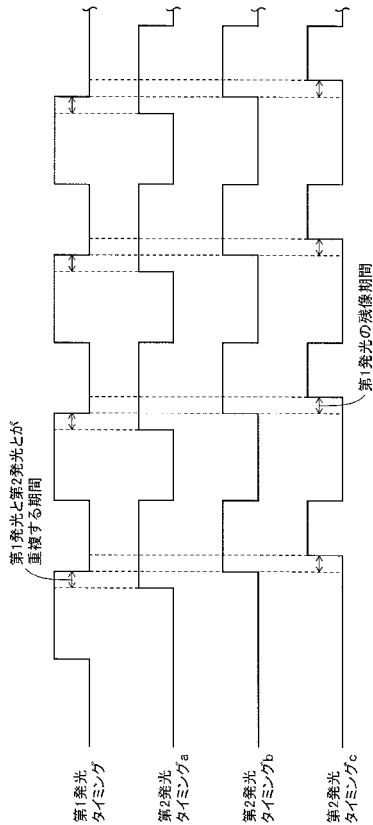 第1発光と第2発光とが
重複する期間
第1発光
タイミング
第2発光
タイミングa
第2発光
タイミングb
第2発光
タイミングc
第1発光の残像期間